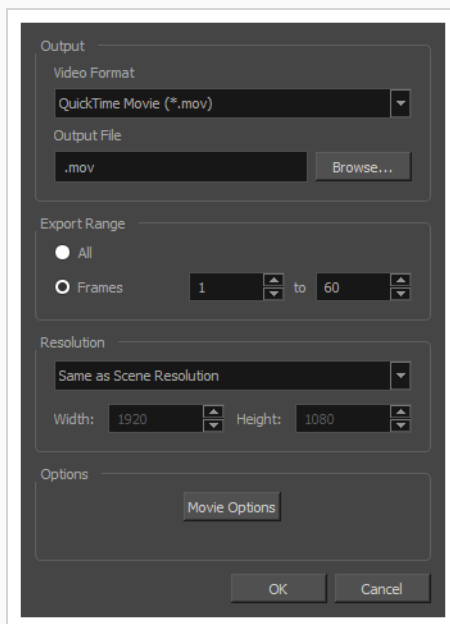 Output
Video Format
QuickTime Movie (*.mov)
Output File
.mov Browse...
Export Range
All
Frames 1 to 60
Resolution
Same as Scene Resolution
Width: 1920 Height: 1080
Options
Movie Options
OK Cancel